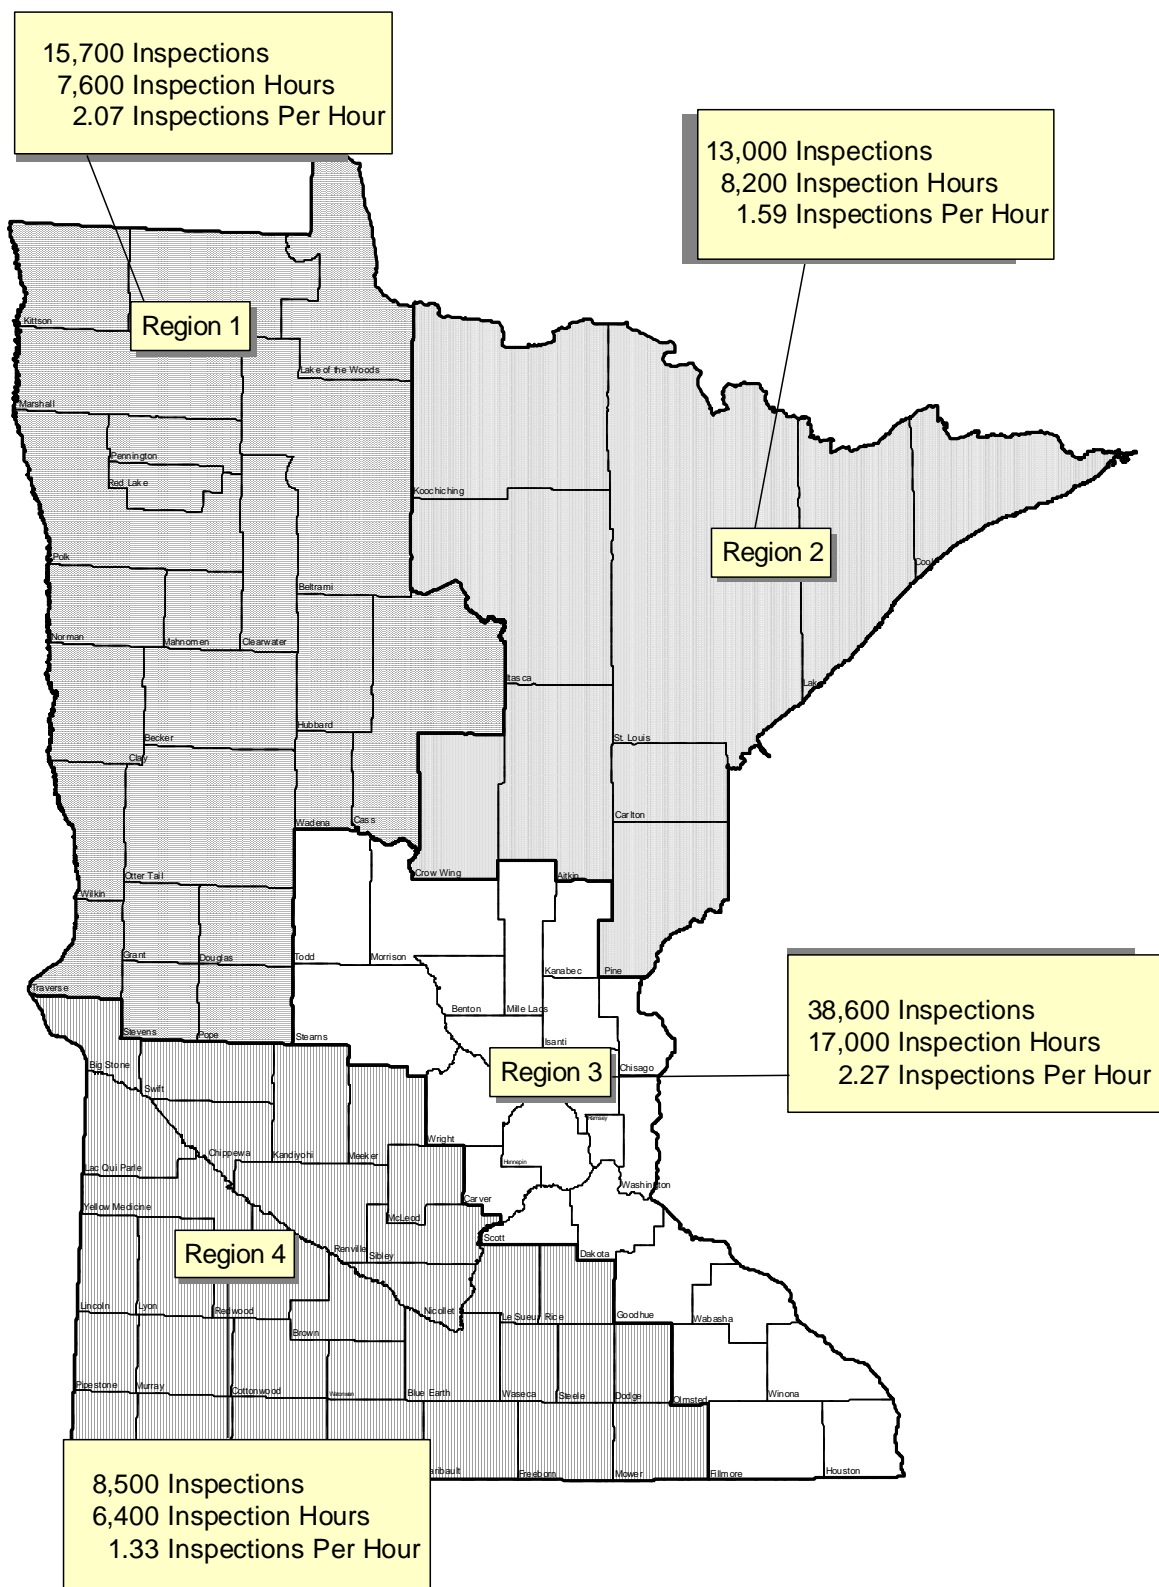 15,700 Inspections
7,600 Inspection Hours
2.07 Inspections Per Hour
13,000 Inspections
8,200 Inspection Hours
1.59 Inspections Per Hour
Region 1
Kittson
Lake of the Woods
Marshall
Pennington
Red Lake
Koochiching
Region 2
Polk
Beltrami
Norman
Mahnomen
Clearwater
Itasca
Lake
Hubbard
Becker
St. Louis
Clay
Carlton
Wadena
Cass
Crow Wing
Aitkin
Otter Tail
Wilkin
Grant
Douglas
Todd
Morrison
Kanabec
Pine
Traverse
Benton
Mille Lacs
38,600 Inspections
17,000 Inspection Hours
2.27 Inspections Per Hour
Stevens
Pope
Stearns
Isanti
Region 3
Chisago
Big Stone
Swift
Ramsey
Wright
Chippewa
Kandiyohi
Meeker
Hennepin
Lac Qui Parle
Washington
Carver
Yellow Medicine
McLeod
Scott
Region 4
Renville
Sibley
Dakota
Lincoln
Lyon
Redwood
Nicollet
Le Sueur
Rice
Goodhue
Wabasha
Brown
Pipestone
Murray
Cottonwood
Watonwan
Blue Earth
Waseca
Steele
Dodge
Olmsted
Winona
8,500 Inspections
6,400 Inspection Hours
1.33 Inspections Per Hour
aribault
Freeborn
Mower
Fillmore
Houston